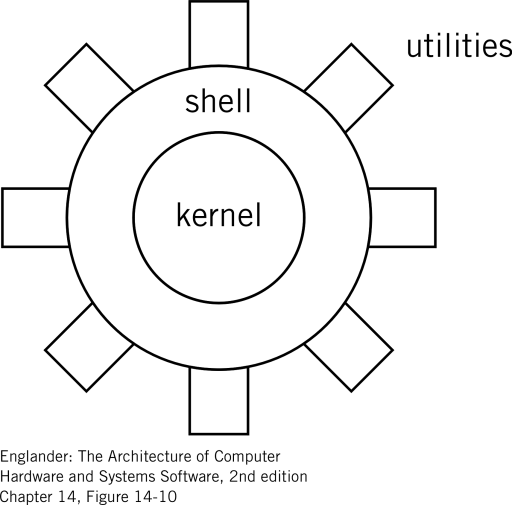 utilities
shell
kernel
Englander: The Architecture of Computer
Hardware and Systems Software, 2nd edition
Chapter 14, Figure 14-10